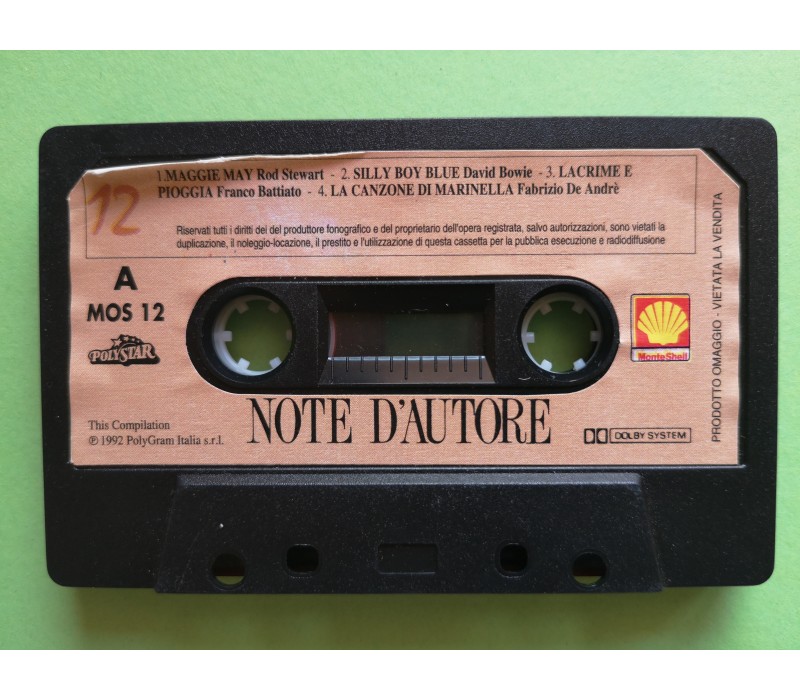 1.MAGGIE MAY Rod Stewart - 2. SILLY BOY BLUE David Bowie - 3. LACRIME E
PIOGGIA Franco Battiato - 4. LA CANZONE DI MARINELLA Fabrizio De Andrè
12
Riservati tutti i diritti dei del produttore fonografico e del proprietario dell'opera registrata, salvo autorizzazioni, sono vietati la
duplicazione, il noleggio-locazione, il prestito e l'utilizzazione di questa cassetta per la pubblica esecuzione e radiodiffusione
A
MOS 12
POLYSTAR
MonteShell
PRODOTTO OMAGGIO - VIETATA LA VENDITA
This Compilation
℗ 1992 PolyGram Italia s.r.l.
NOTE D'AUTORE
DOLBY SYSTEM